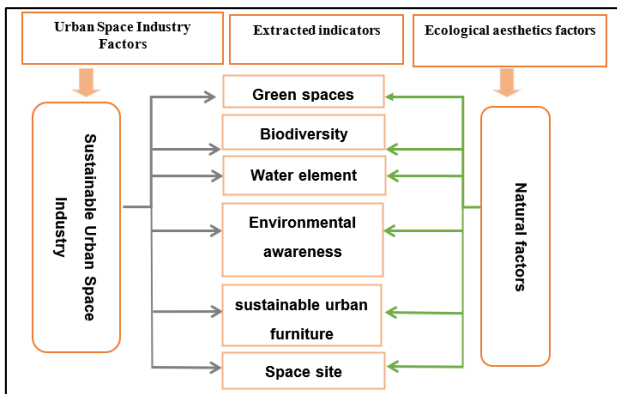 Urban Space Industry
Factors
Extracted indicators
Ecological aesthetics factors
Sustainable Urban Space
Industry
Green spaces
Biodiversity
Water element
Environmental
awareness
sustainable urban
furniture
Space site
Natural factors